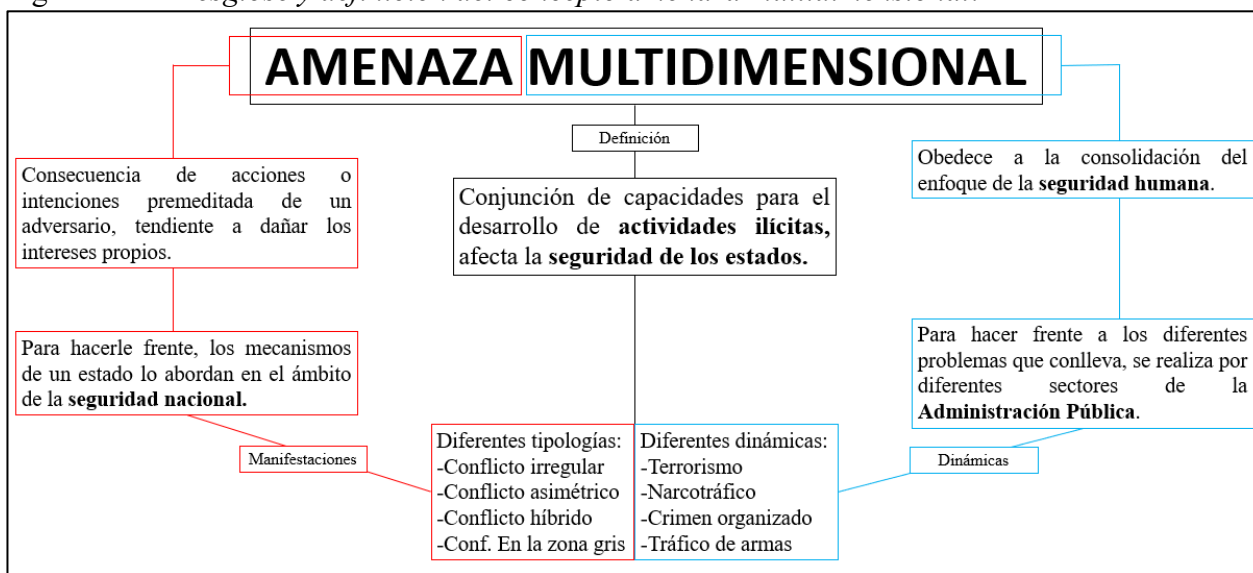 AMENAZA MULTIDIMENSIONAL
Definición
Consecuencia de acciones o
intenciones premeditada de un
adversario, tendiente a dañar los
intereses propios.
Conjunción de capacidades para el
desarrollo de actividades ilícitas,
afecta la seguridad de los estados.
Obedece a la consolidación del
enfoque de la seguridad humana.
Para hacerle frente, los mecanismos
de un estado lo abordan en el ámbito
de la seguridad nacional.
Para hacer frente a los diferentes
problemas que conlleva, se realiza por
diferentes sectores de la
Administración Pública.
Manifestaciones
Diferentes tipologías:
-Conflicto irregular
-Conflicto asimétrico
-Conflicto híbrido
-Conf. En la zona gris
Diferentes dinámicas:
-Terrorismo
-Narcotráfico
-Crimen organizado
-Tráfico de armas
Dinámicas